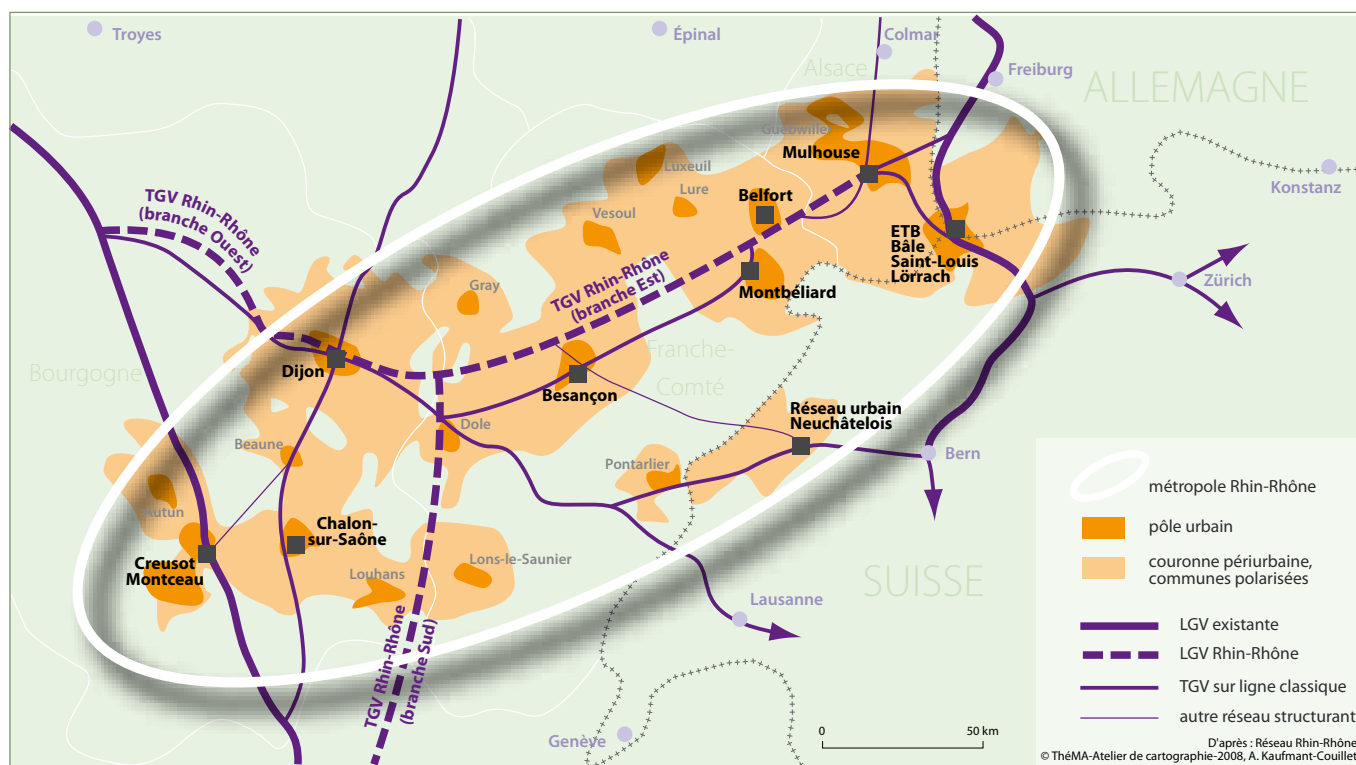 Troyes
Épinal
Colmar
Alsace
Freiburg
ALLEMAGNE
Guebwiller
Mulhouse
Konstanz
Luxeuil
Lure
Belfort
Vesoul
TGV Rhin-Rhône
(branche Ouest)
ETB
Bâle
Saint-Louis
Lörrach
Zürich
Gray
TGV Rhin-Rhône
(branche Est)
Montbéliard
Bourgogne
Dijon
Franche-
Comté
Besançon
Réseau urbain
Neuchâtelois
Dole
Beaune
Pontarlier
Bern
Autun
Chalon-
sur-Saône
Creusot
Montceau
Louhans
Lons-le-Saunier
SUISSE
Lausanne
TGV Rhin-Rhône
(branche Sud)
Genève
0
50 km
métropole Rhin-Rhône
pôle urbain
couronne périurbaine,
communes polarisées
LGV existante
LGV Rhin-Rhône
TGV sur ligne classique
autre réseau structurant
D'après : Réseau Rhin-Rhône
© ThéMA-Atelier de cartographie-2008, A. Kaufmant-Couillet